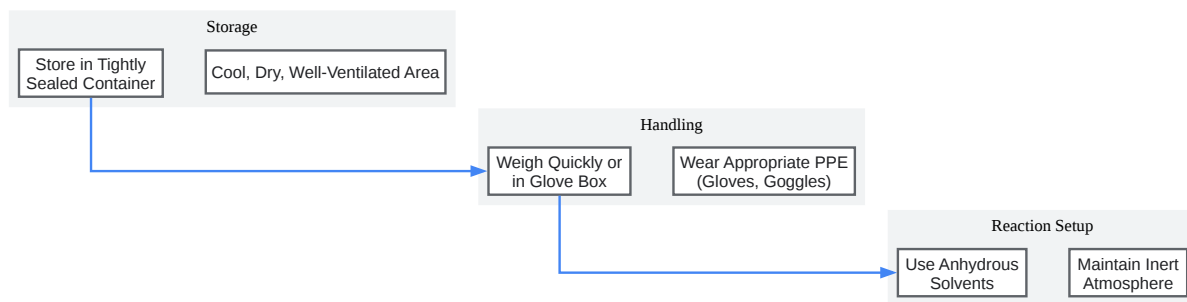 Storage
Store in Tightly
Sealed Container
Cool, Dry, Well-Ventilated Area
Handling
Weigh Quickly or
in Glove Box
Wear Appropriate PPE
(Gloves, Goggles)
Reaction Setup
Use Anhydrous
Solvents
Maintain Inert
Atmosphere